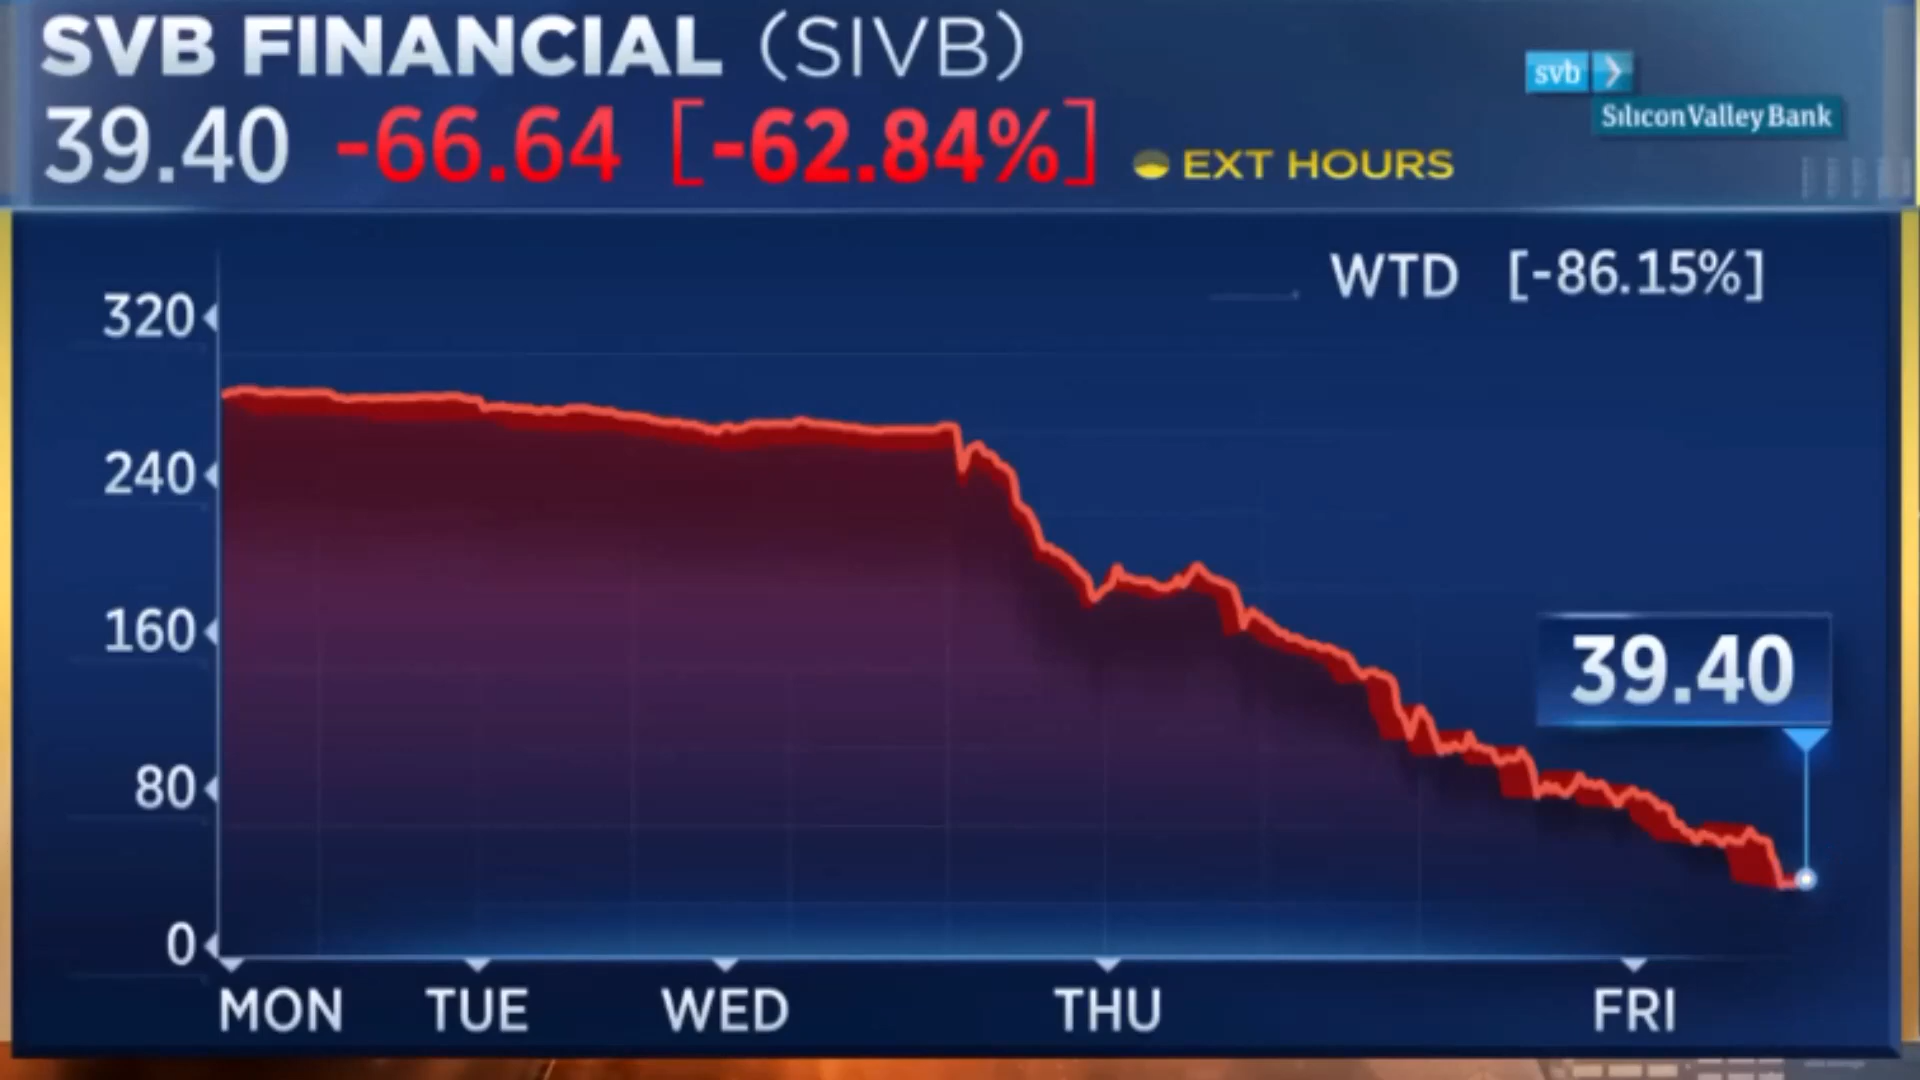 SVB FINANCIAL (SIVB)
39.40 -66.64 [-62.84%] EXT HOURS
svb
Silicon Valley Bank
WTD [-86.15%]
320
240
160
80
0
39.40
MON TUE WED THU FRI